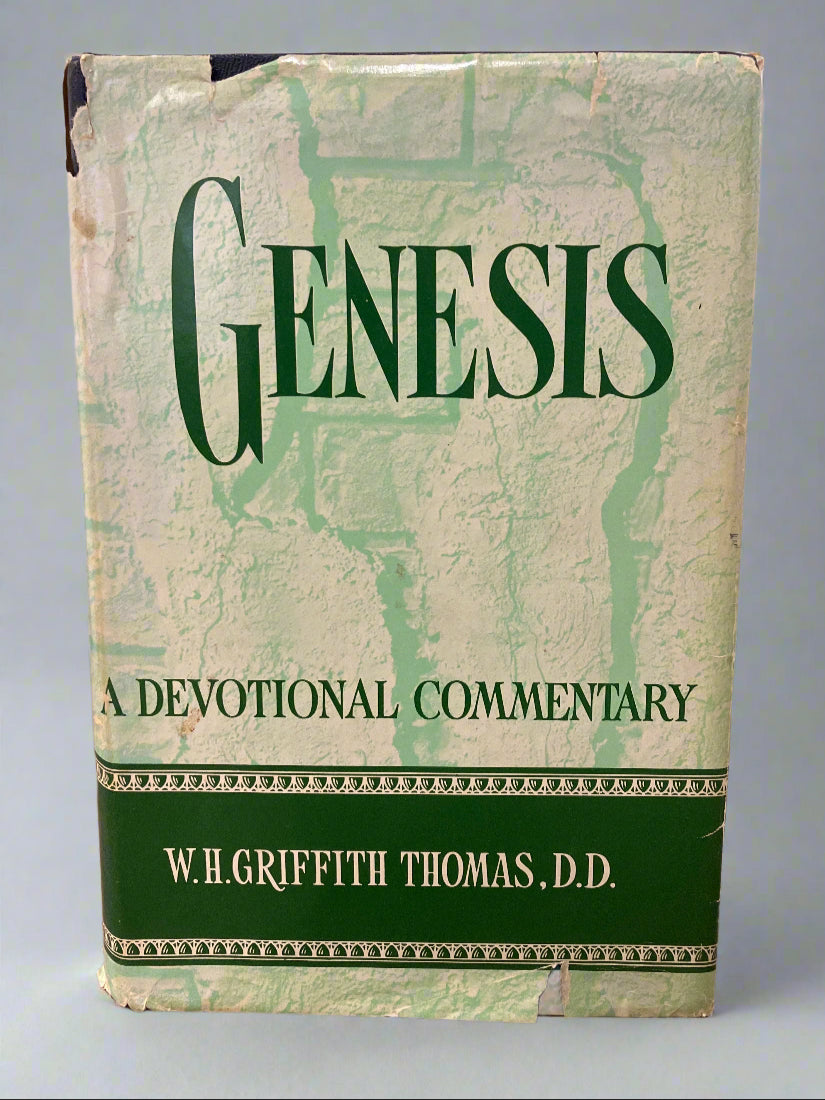 GENESIS
A DEVOTIONAL COMMENTARY
W.H.GRIFFITH THOMAS, D.D.